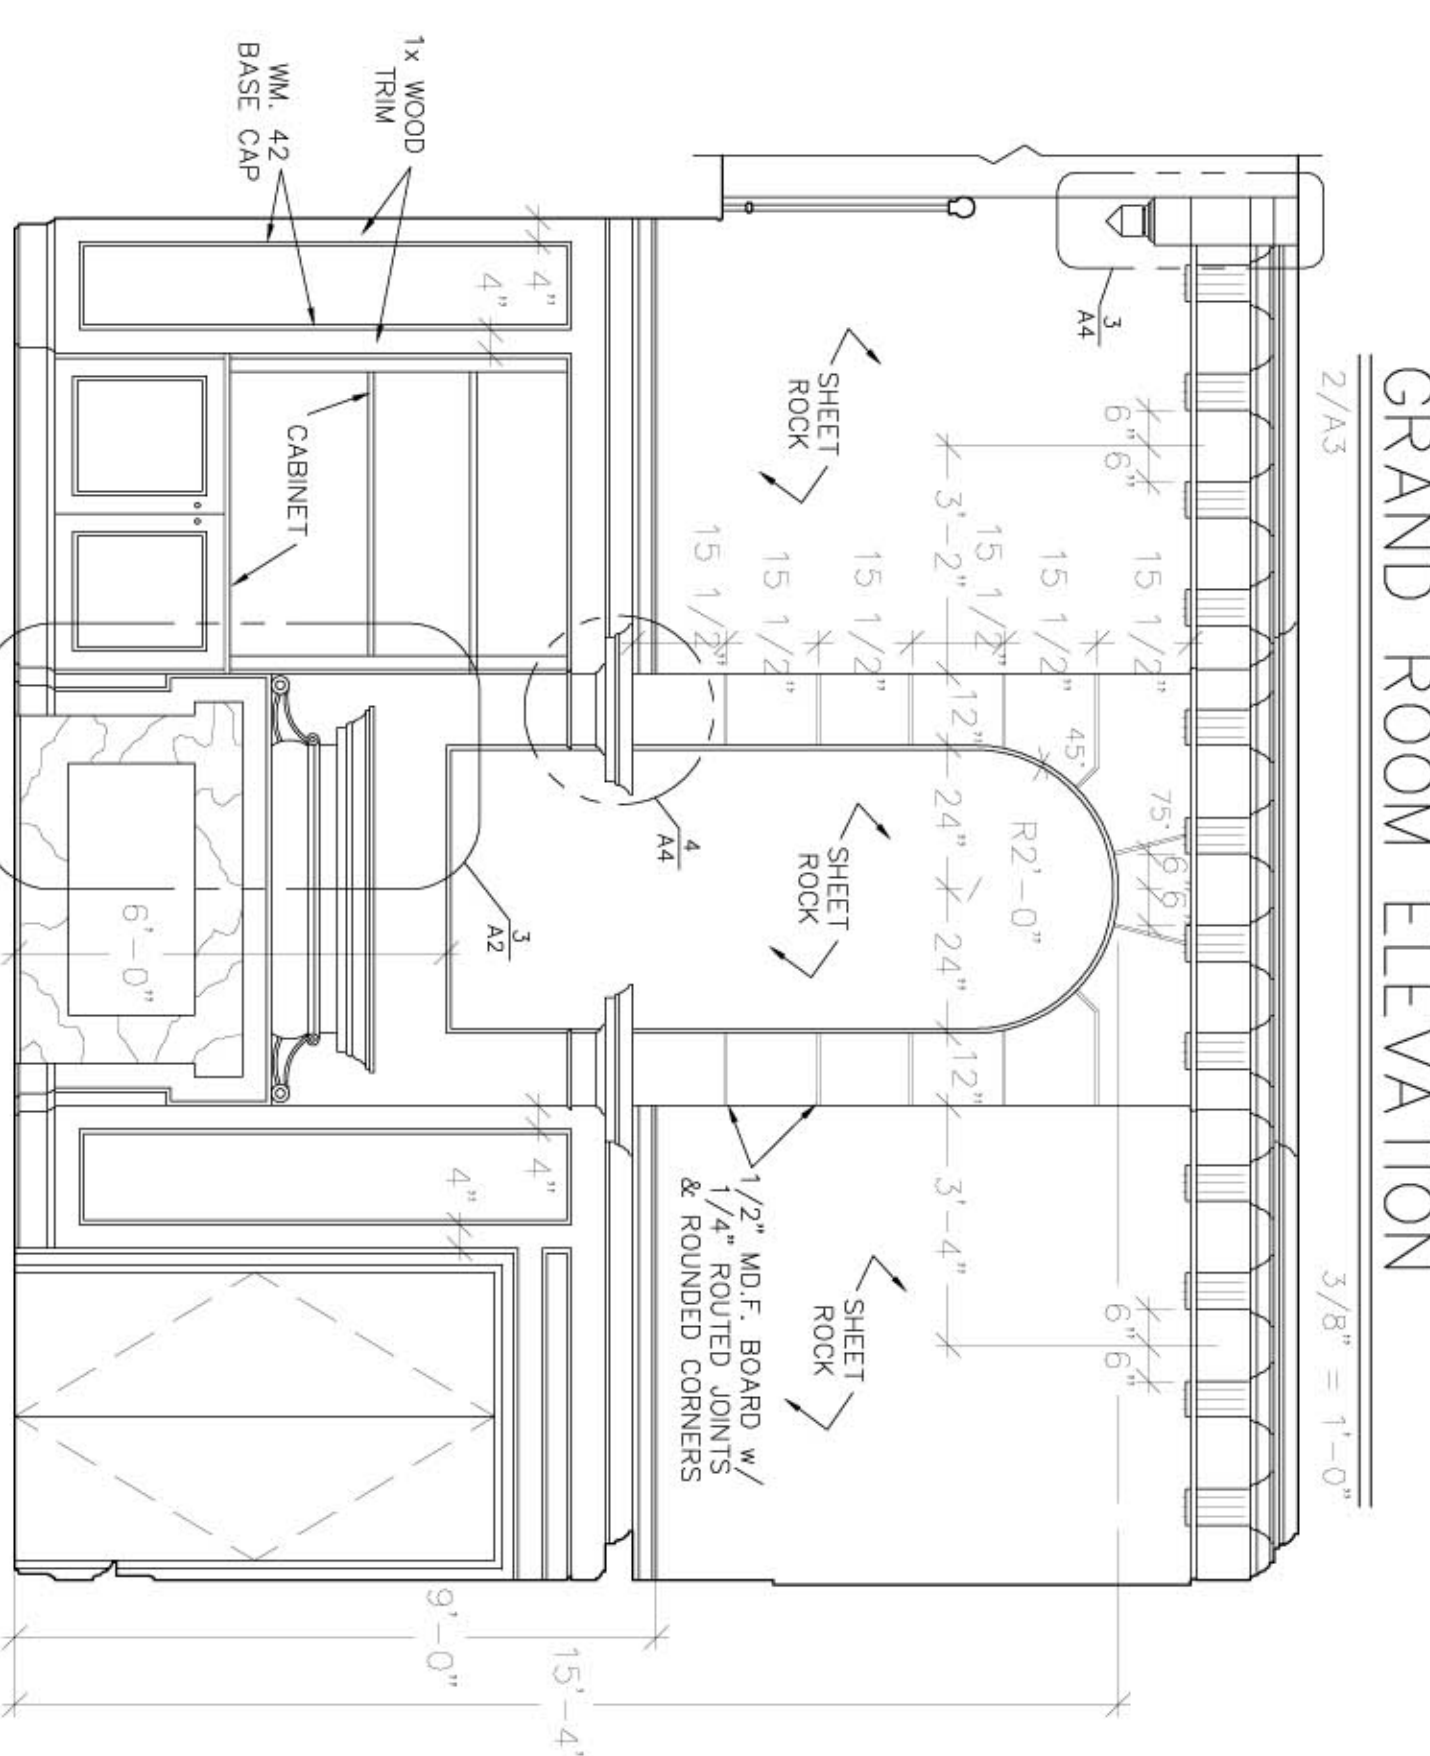 GRAND ROOM ELEVATION
2/A3
3/8" = 1'-0"
3
A4
6"
6"
15 1/2"
15 1/2"
15 1/2"
15 1/2"
15 1/2"
15 1/2"
3'-2"
12"
24"
24"
12"
3'-4"
6"
6"
45°
75°
6"
6"
R2'-0"
SHEET
ROCK
SHEET
ROCK
SHEET
ROCK
4
A4
3
A2
1/2" MD.F. BOARD w/
1/4" ROUTED JOINTS
& ROUNDED CORNERS
1x WOOD
TRIM
WM. 42
BASE CAP
4"
4"
CABINET
4"
4"
6'-0"
9'-0"
15'-4"